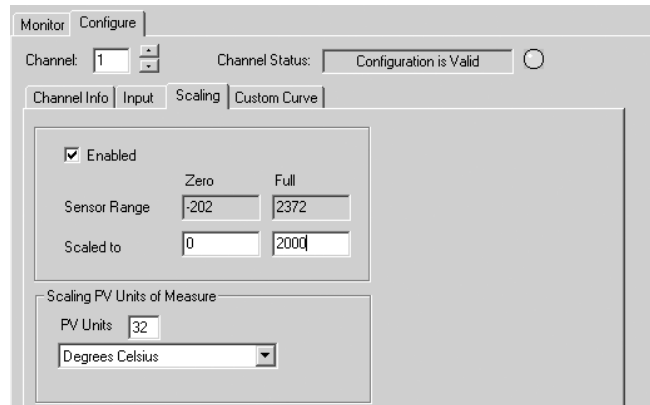 Monitor Configure
Channel: 1 Channel Status: Configuration is Valid
Channel Info Input Scaling Custom Curve
Enabled
Zero Full
Sensor Range -202 2372
Scaled to 0 2000
Scaling PV Units of Measure
PV Units 32
Degrees Celsius